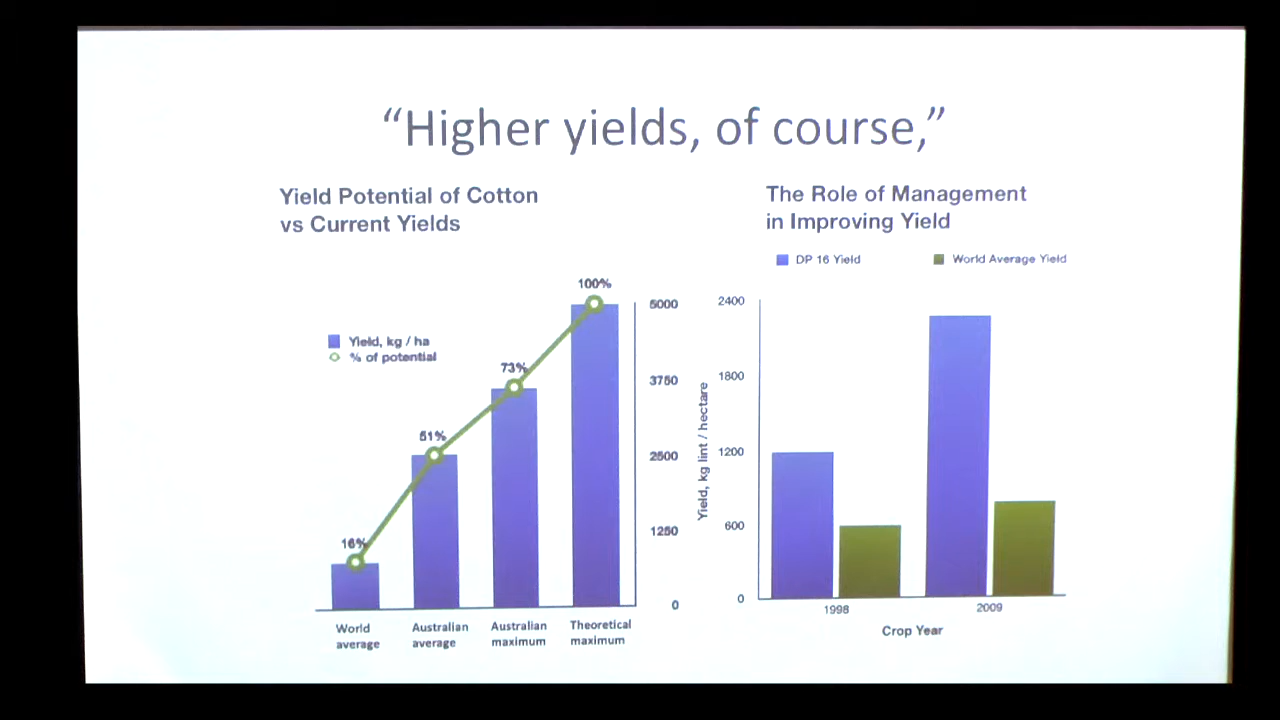 “Higher yields, of course,”
Yield Potential of Cotton
vs Current Yields
Yield, kg / ha
% of potential
16%
51%
73%
100%
5000
3750
2500
1250
0
World
average
Australian
average
Australian
maximum
Theoretical
maximum
The Role of Management
in Improving Yield
DP 16 Yield
World Average Yield
Yield, kg lint / hectare
2400
1800
1200
600
0
1998
2009
Crop Year